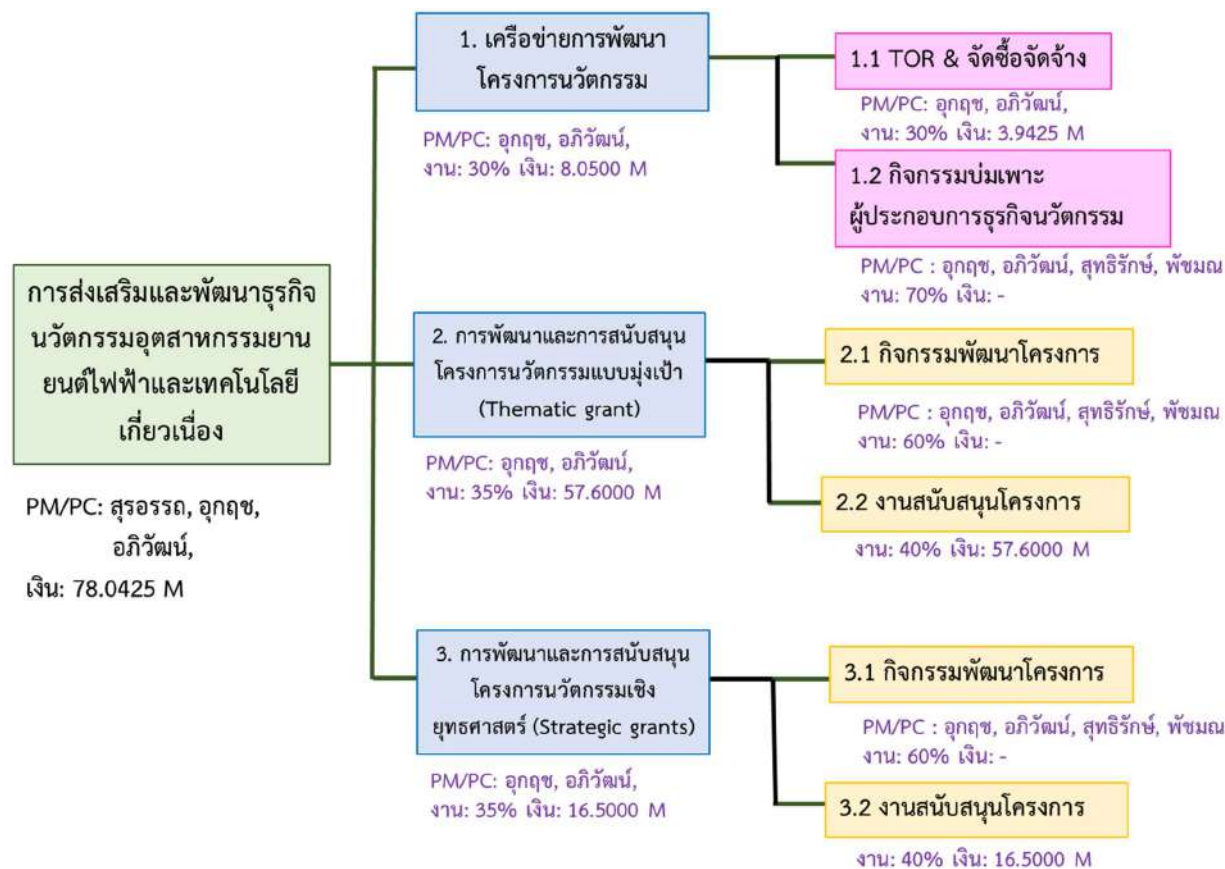 การส่งเสริมและพัฒนาธุรกิจ
นวัตกรรมอุตสาหกรรมยาน
ยนต์ไฟฟ้าและเทคโนโลยี
เกี่ยวเนื่อง
PM/PC: สุรอรรถ, อุกฤช,
อภิวัฒน์,
เงิน: 78.0425 M
1. เครือข่ายการพัฒนา
โครงการนวัตกรรม
PM/PC: อุกฤช, อภิวัฒน์,
งาน: 30% เงิน: 8.0500 M
1.1 TOR & จัดซื้อจัดจ้าง
PM/PC: อุกฤช, อภิวัฒน์,
งาน: 30% เงิน: 3.9425 M
1.2 กิจกรรมบ่มเพาะ
ผู้ประกอบการธุรกิจนวัตกรรม
PM/PC : อุกฤช, อภิวัฒน์, สุทธิรักษ์, พัชมณ
งาน: 70% เงิน: -
2. การพัฒนาและการสนับสนุน
โครงการนวัตกรรมแบบมุ่งเป้า
(Thematic grant)
PM/PC: อุกฤช, อภิวัฒน์,
งาน: 35% เงิน: 57.6000 M
2.1 กิจกรรมพัฒนาโครงการ
PM/PC : อุกฤช, อภิวัฒน์, สุทธิรักษ์, พัชมณ
งาน: 60% เงิน: -
2.2 งานสนับสนุนโครงการ
งาน: 40% เงิน: 57.6000 M
3. การพัฒนาและการสนับสนุน
โครงการนวัตกรรมเชิง
ยุทธศาสตร์ (Strategic grants)
PM/PC: อุกฤช, อภิวัฒน์,
งาน: 35% เงิน: 16.5000 M
3.1 กิจกรรมพัฒนาโครงการ
PM/PC : อุกฤช, อภิวัฒน์, สุทธิรักษ์, พัชมณ
งาน: 60% เงิน: -
3.2 งานสนับสนุนโครงการ
งาน: 40% เงิน: 16.5000 M